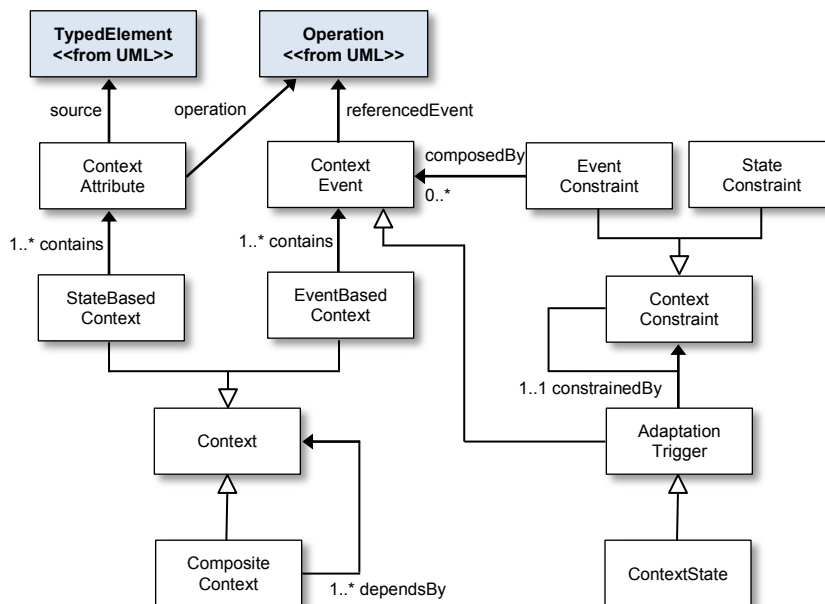 TypedElement
<<from UML>>
Operation
<<from UML>>
source
operation
referencedEvent
Context
Attribute
Context
Event
composedBy
0..*
Event
Constraint
State
Constraint
1..* contains
1..* contains
StateBased
Context
EventBased
Context
Context
Constraint
1..1 constrainedBy
Context
Adaptation
Trigger
Composite
Context
1..* dependsBy
ContextState